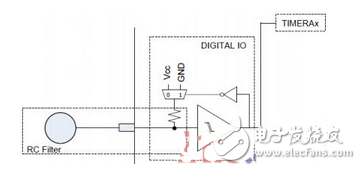 TIMERAx
DIGITAL IO
Vcc
GND
0 1
RC Filter
电子发烧友
www.elecfans.com